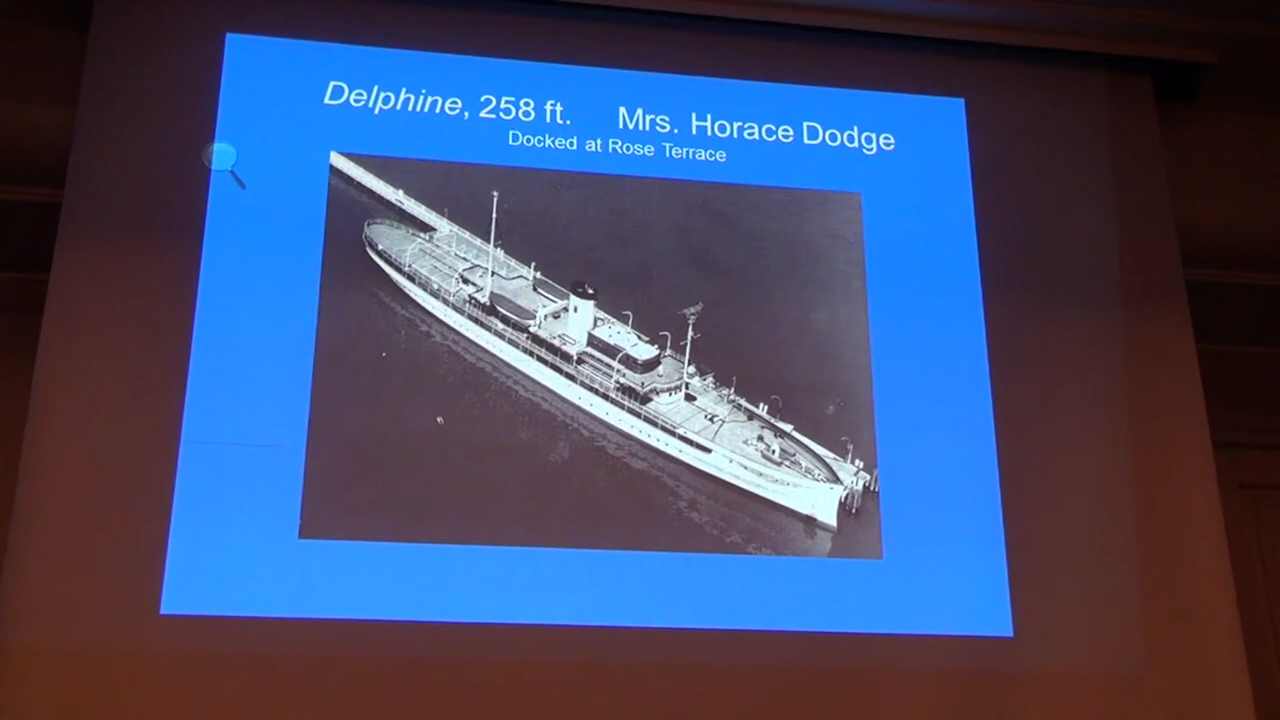 Delphine, 258 ft. Mrs. Horace Dodge
Docked at Rose Terrace